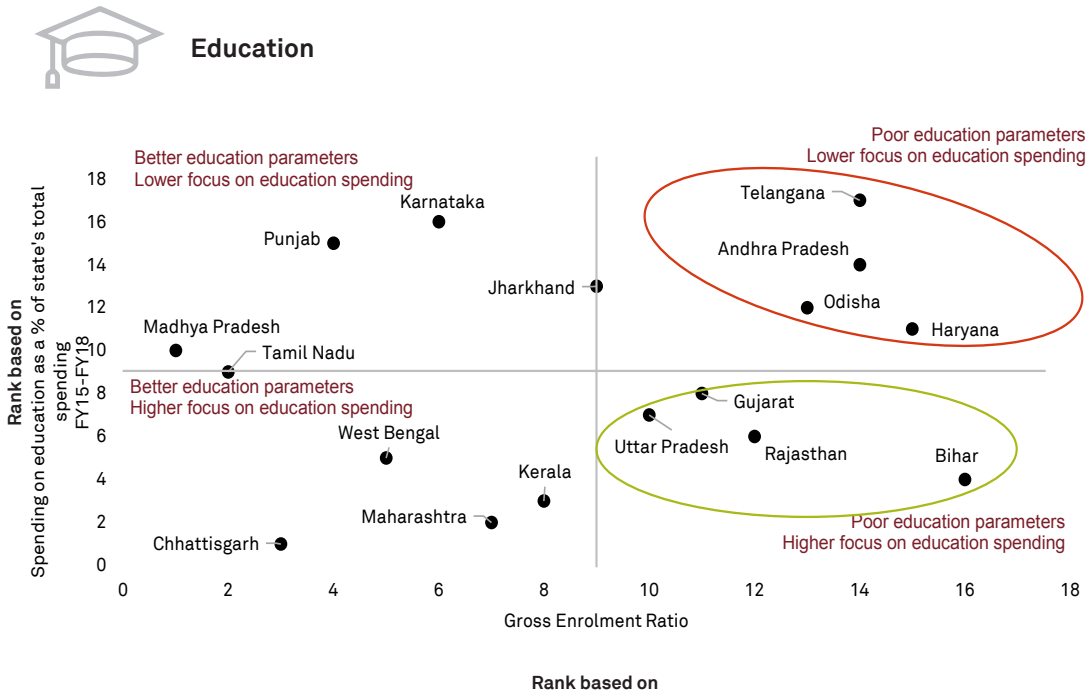 Education
Poor education parameters
Lower focus on education spending
Better education parameters
Lower focus on education spending
Rank based on
Spending on education as a % of state's total
spending
FY15-FY18
18
16
14
12
10
8
6
4
2
0
Karnataka
Punjab
Jharkhand
Madhya Pradesh
Tamil Nadu
Telangana
Andhra Pradesh
Odisha
Haryana
Better education parameters
Higher focus on education spending
West Bengal
Kerala
Maharashtra
Chhattisgarh
Gujarat
Uttar Pradesh
Rajasthan
Bihar
Poor education parameters
Higher focus on education spending
0 2 4 6 8 10 12 14 16 18
Gross Enrolment Ratio
Rank based on